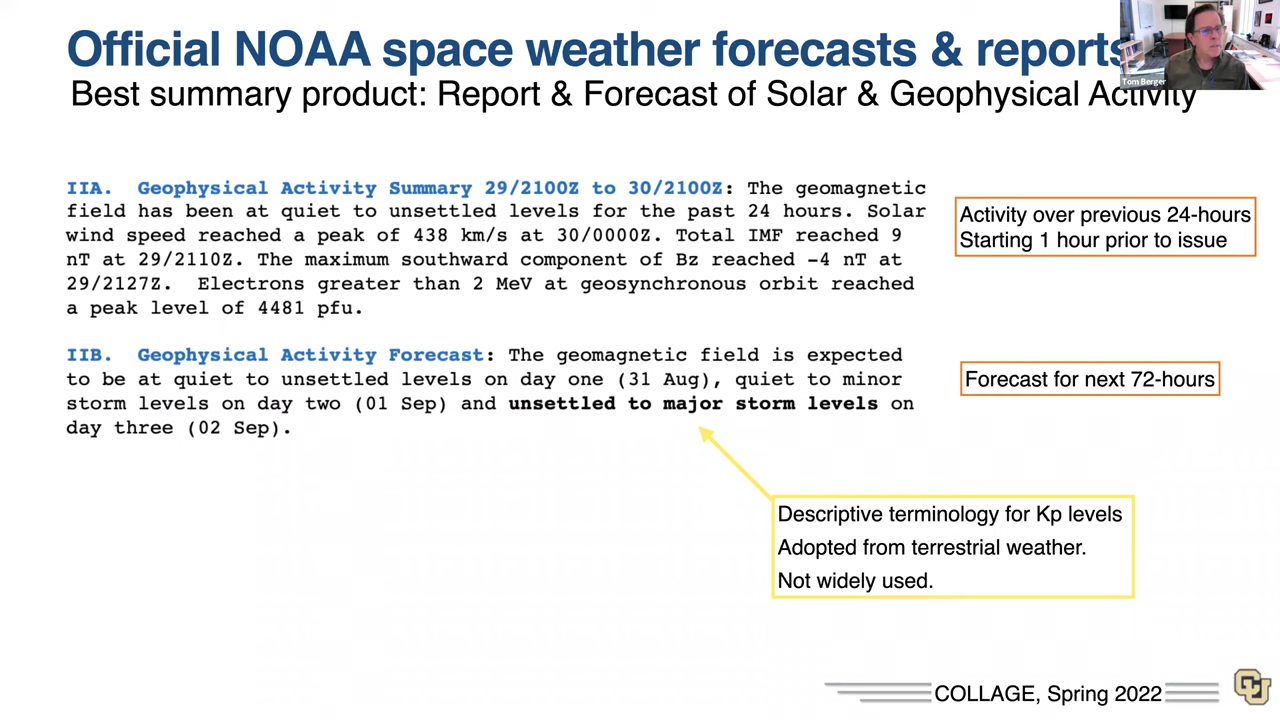 Official NOAA space weather forecasts & reports
Tom Berger
Best summary product: Report & Forecast of Solar & Geophysical Activity
IIA. Geophysical Activity Summary 29/2100Z to 30/2100Z: The geomagnetic
field has been at quiet to unsettled levels for the past 24 hours. Solar
wind speed reached a peak of 438 km/s at 30/0000Z. Total IMF reached 9
nT at 29/2110Z. The maximum southward component of Bz reached -4 nT at
29/2127Z. Electrons greater than 2 MeV at geosynchronous orbit reached
a peak level of 4481 pfu.
Activity over previous 24-hours
Starting 1 hour prior to issue
IIB. Geophysical Activity Forecast: The geomagnetic field is expected
to be at quiet to unsettled levels on day one (31 Aug), quiet to minor
storm levels on day two (01 Sep) and unsettled to major storm levels on
day three (02 Sep).
Forecast for next 72-hours
Descriptive terminology for Kp levels
Adopted from terrestrial weather.
Not widely used.
COLLAGE, Spring 2022
CU